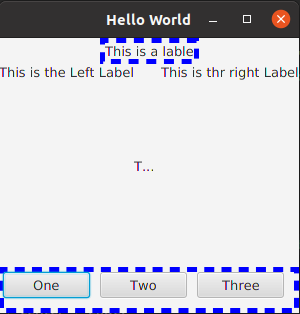 Hello World
This is a lable
This is the Left Label This is thr right Label
T...
One Two Three